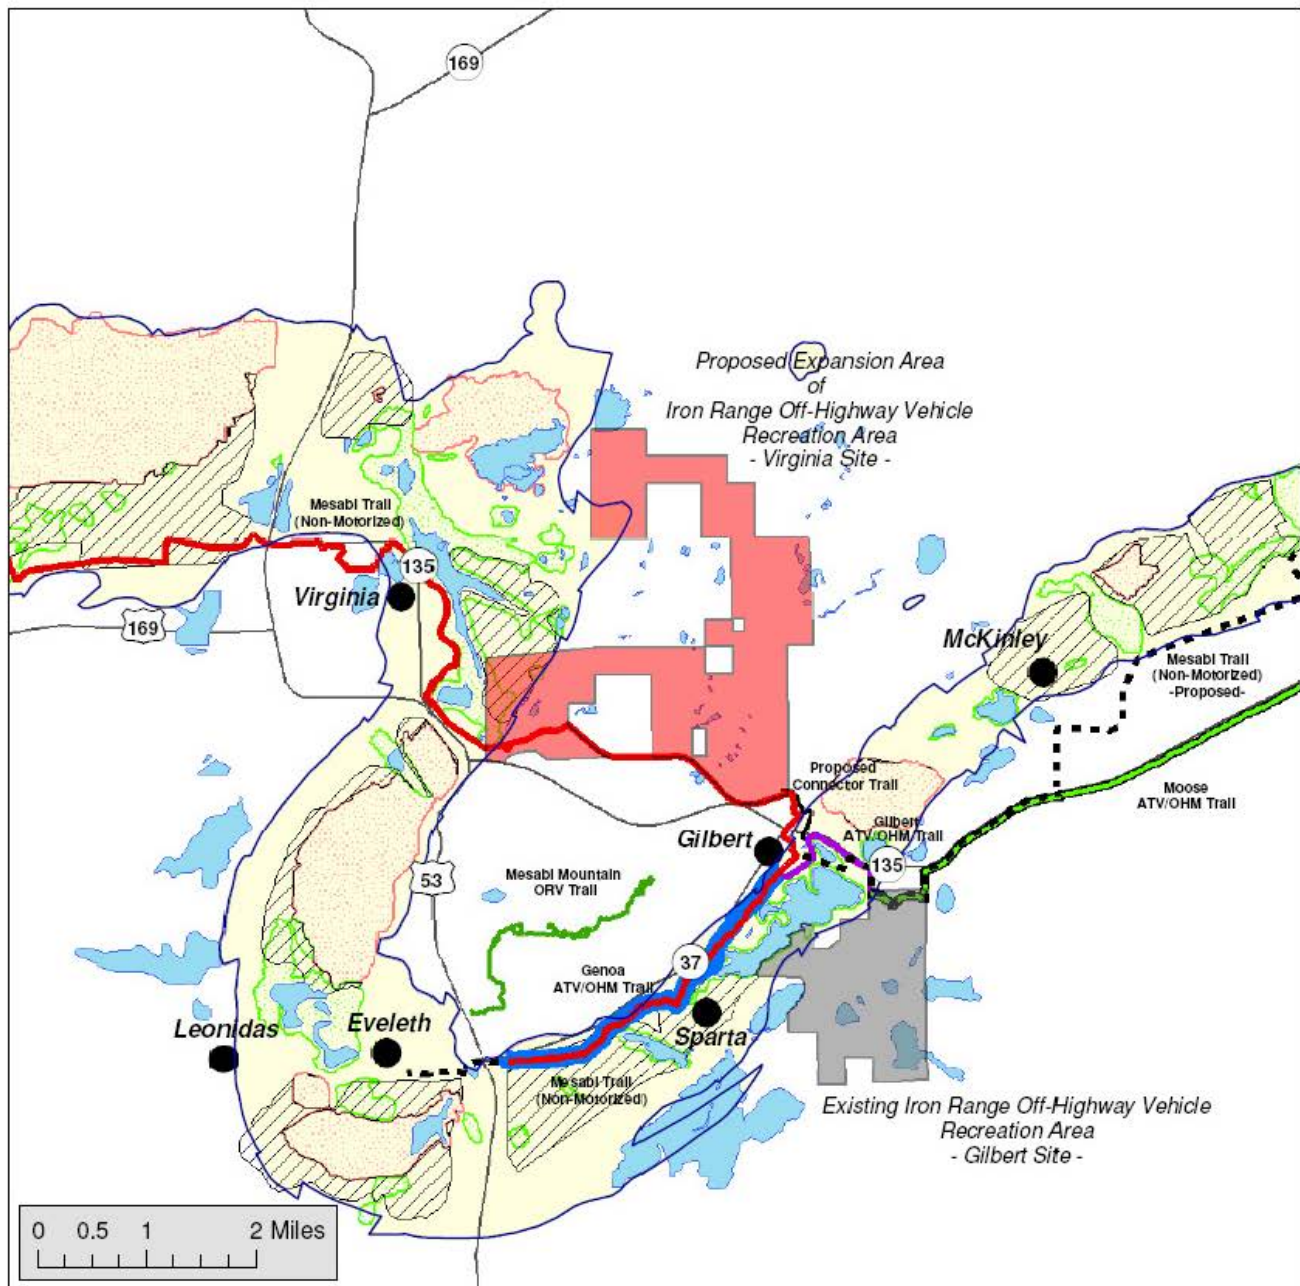 169
Proposed Expansion Area
of
Iron Range Off-Highway Vehicle
Recreation Area
- Virginia Site -
Mesabi Trail
(Non-Motorized)
135
Virginia
169
McKinley
Mesabi Trail
(Non-Motorized)
-Proposed-
Proposed
Connector Trail
Moose
ATV/OHM Trail
Gilbert
ATV/OHM Trail
Gilbert
135
53
Mesabi Mountain
ORV Trail
37
Genoa
ATV/OHM Trail
Leonidas
Eveleth
Sparta
Mesabi Trail
(Non-Motorized)
Existing Iron Range Off-Highway Vehicle
Recreation Area
- Gilbert Site -
0 0.5 1 2 Miles